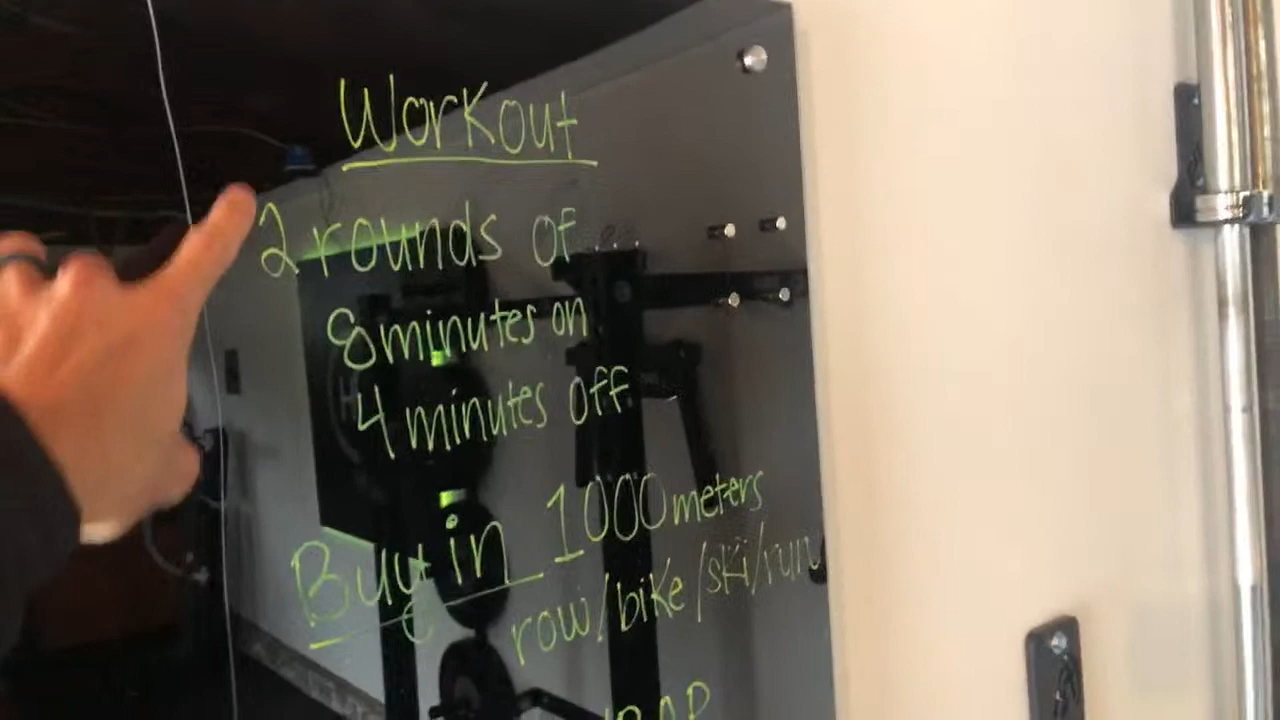 Workout
2 rounds of
8 minutes on
4 minutes off
Buy in 1000 meters
row/bike/ski/run